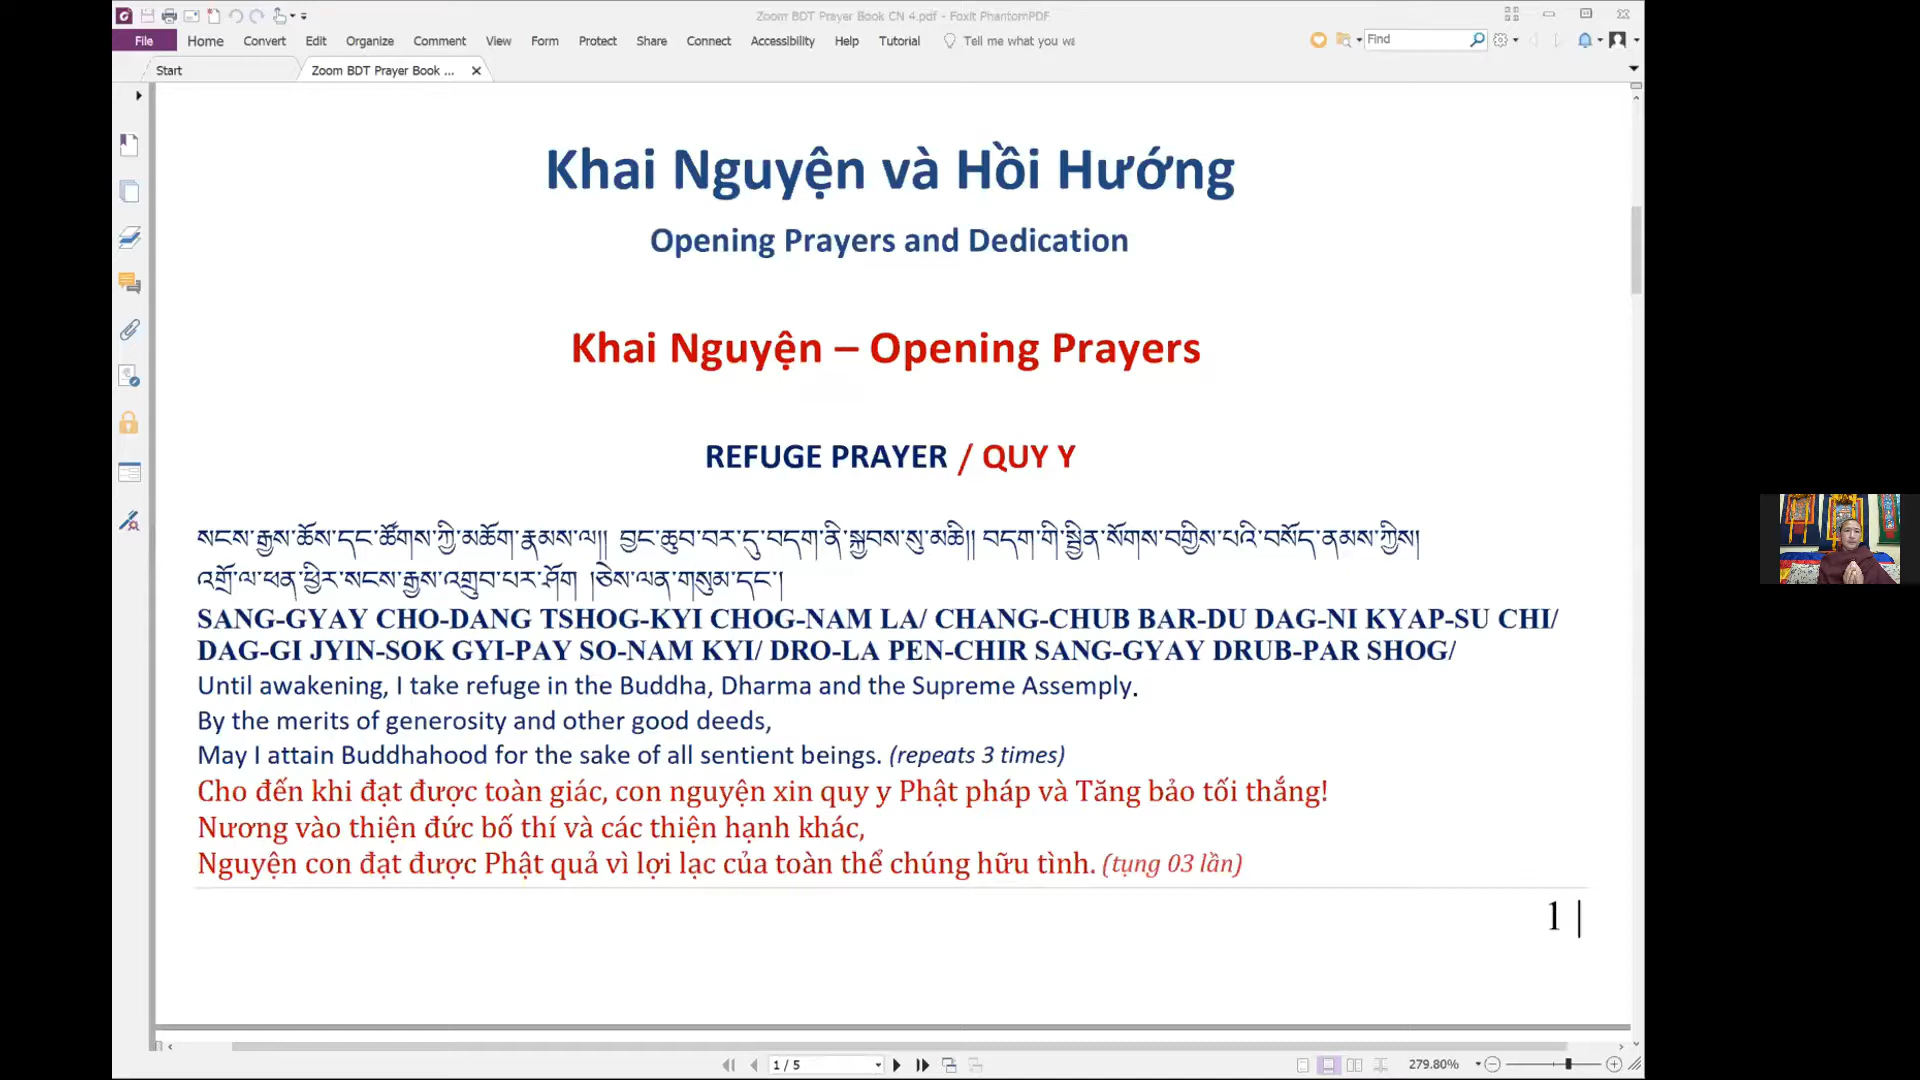 Zoom BDT Prayer Book CN 4.pdf - Foxit PhantomPDF
File Home Convert Edit Organize Comment View Form Protect Share Connect Accessibility Help Tutorial Tell me what you wa Find
Start Zoom BDT Prayer Book ...
Khai Nguyện và Hồi Hướng
Opening Prayers and Dedication
Khai Nguyện – Opening Prayers
REFUGE PRAYER / QUY Y
སངས་རྒྱས་ཆོས་དང་ཚོགས་ཀྱི་མཆོག་རྣམས་ལ།། བྱང་ཆུབ་བར་དུ་བདག་ནི་སྐྱབས་སུ་མཆི།། བདག་གི་སྦྱིན་སོགས་བགྱིས་པའི་བསོད་ནམས་ཀྱིས།
འགྲོ་ལ་ཕན་ཕྱིར་སངས་རྒྱས་འགྲུབ་པར་ཤོག །ཅེས་ལན་གསུམ་དང་།
SANG-GYAY CHO-DANG TSHOG-KYI CHOG-NAM LA/ CHANG-CHUB BAR-DU DAG-NI KYAP-SU CHI/
DAG-GI JYIN-SOK GYI-PAY SO-NAM KYI/ DRO-LA PEN-CHIR SANG-GYAY DRUB-PAR SHOG/
Until awakening, I take refuge in the Buddha, Dharma and the Supreme Assemply.
By the merits of generosity and other good deeds,
May I attain Buddhahood for the sake of all sentient beings. (repeats 3 times)
Cho đến khi đạt được toàn giác, con nguyện xin quy y Phật pháp và Tăng bảo tối thắng!
Nương vào thiện đức bố thí và các thiện hạnh khác,
Nguyện con đạt được Phật quả vì lợi lạc của toàn thể chúng hữu tình. (tụng 03 lần)
1 |
1 / 5 279.80%